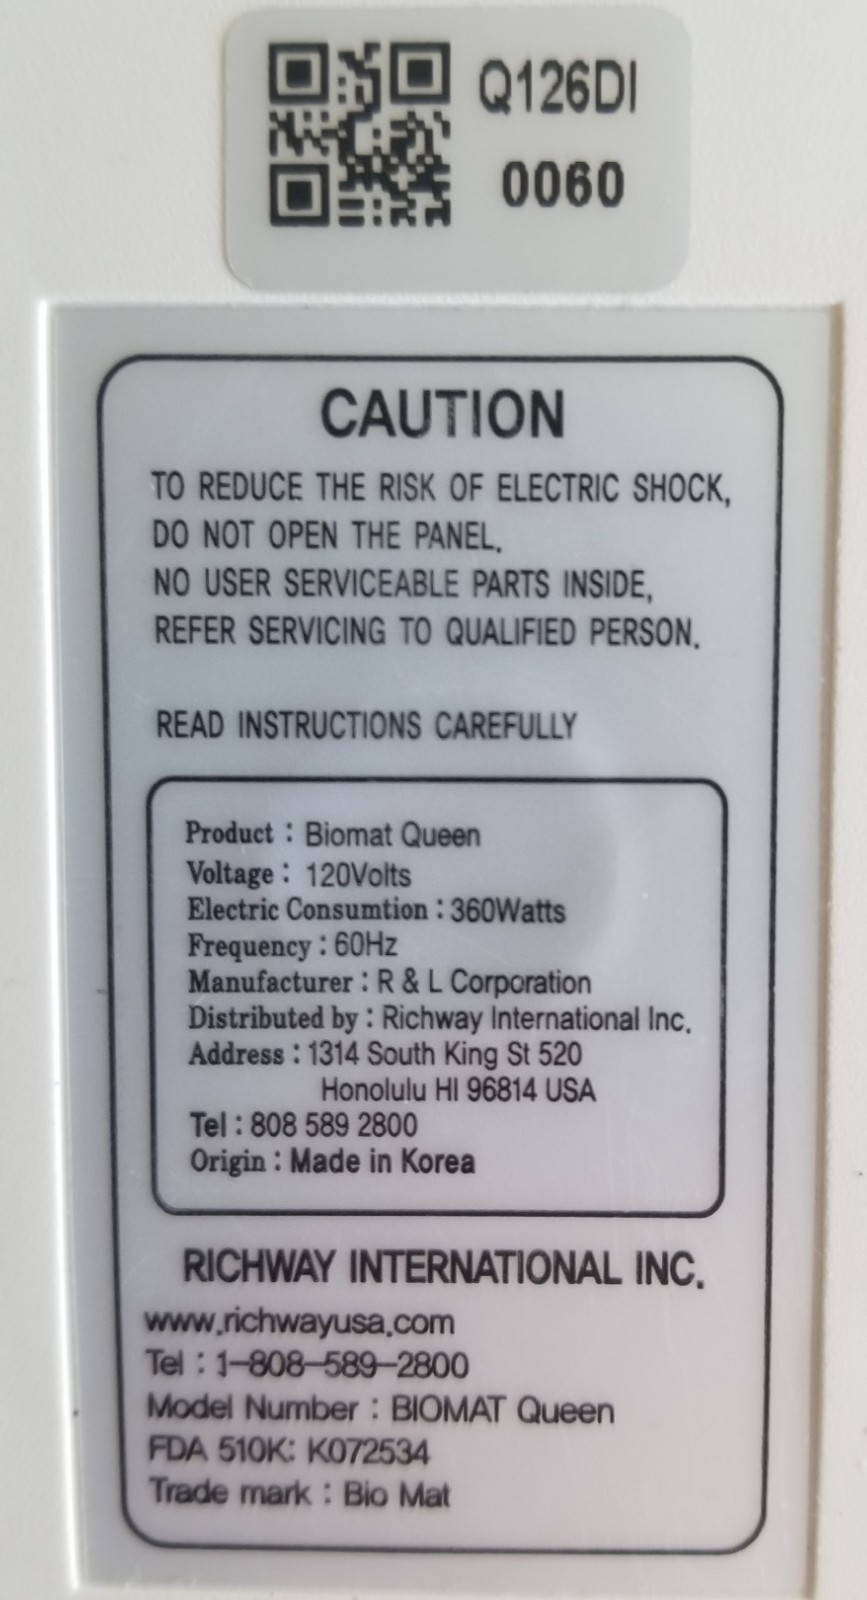 Q126DI
0060
CAUTION
TO REDUCE THE RISK OF ELECTRIC SHOCK,
DO NOT OPEN THE PANEL.
NO USER SERVICEABLE PARTS INSIDE,
REFER SERVICING TO QUALIFIED PERSON.
READ INSTRUCTIONS CAREFULLY
Product : Biomat Queen
Voltage : 120Volts
Electric Consumtion : 360Watts
Frequency : 60Hz
Manufacturer : R & L Corporation
Distributed by : Richway International Inc.
Address : 1314 South King St 520
Honolulu HI 96814 USA
Tel : 808 589 2800
Origin : Made in Korea
RICHWAY INTERNATIONAL INC.
www.richwayusa.com
Tel : 1-808-589-2800
Model Number : BIOMAT Queen
FDA 510K: K072534
Trade mark : Bio Mat